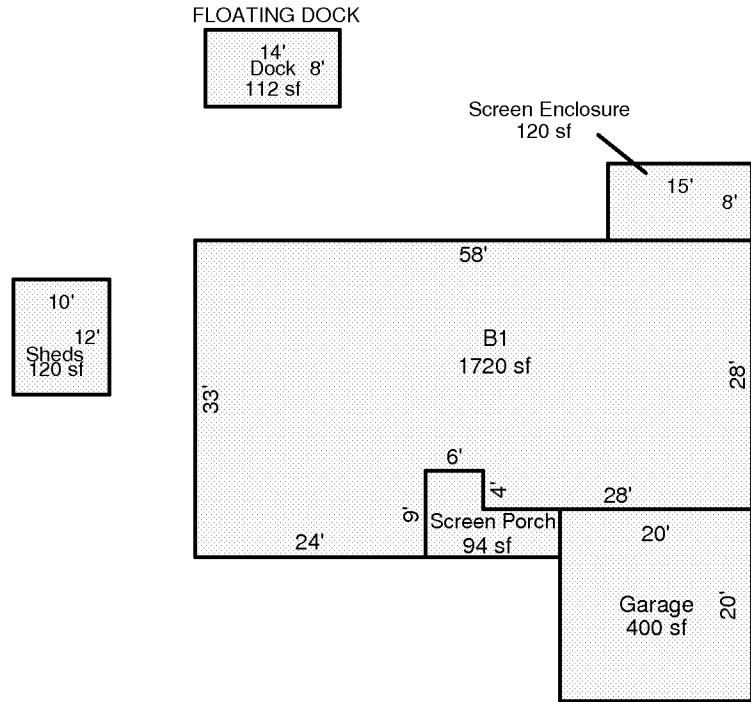 FLOATING DOCK
14'
Dock 8'
112 sf
Screen Enclosure
120 sf
15'
8'
58'
10'
12'
Sheds
120 sf
B1
1720 sf
33'
28'
6'
4'
28'
9'
Screen Porch
94 sf
24'
20'
Garage
400 sf
20'